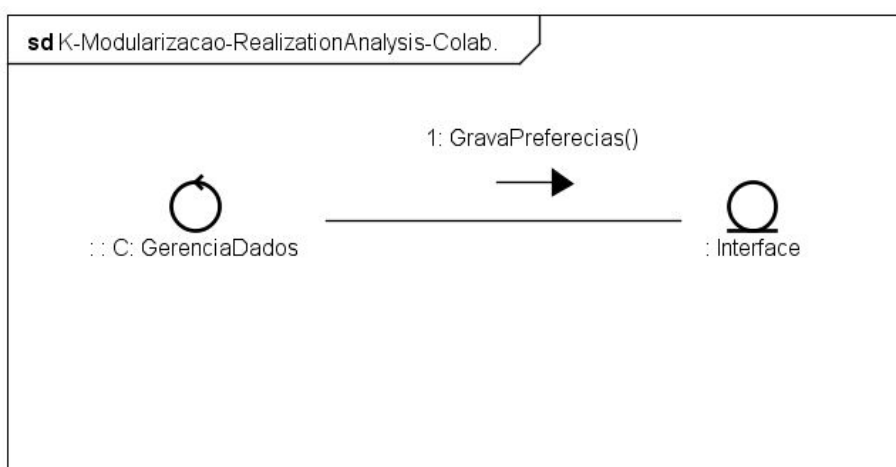 sd K-Modularizacao-RealizationAnalysis-Colab.
1: GravaPreferecias()
: : C: GerenciaDados
: Interface